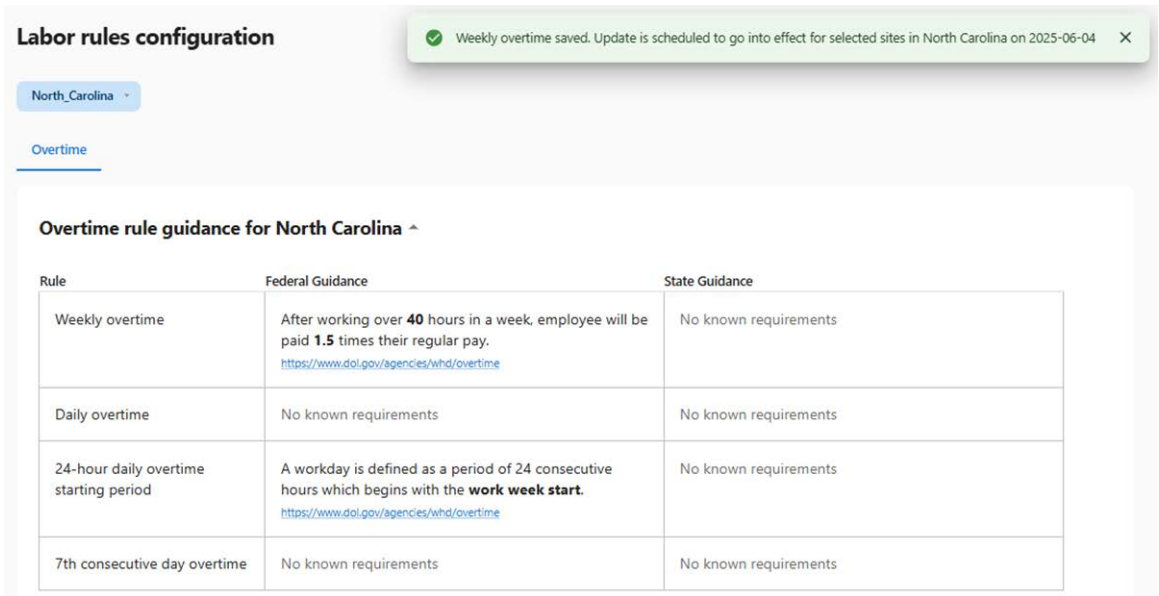 Labor rules configuration
Weekly overtime saved. Update is scheduled to go into effect for selected sites in North Carolina on 2025-06-04
North_Carolina
Overtime
Overtime rule guidance for North Carolina
Rule Federal Guidance State Guidance
Weekly overtime
After working over 40 hours in a week, employee will be
paid 1.5 times their regular pay.
https://www.dol.gov/agencies/whd/overtime
No known requirements
Daily overtime
No known requirements
No known requirements
24-hour daily overtime
starting period
A workday is defined as a period of 24 consecutive
hours which begins with the work week start.
https://www.dol.gov/agencies/whd/overtime
No known requirements
7th consecutive day overtime
No known requirements
No known requirements